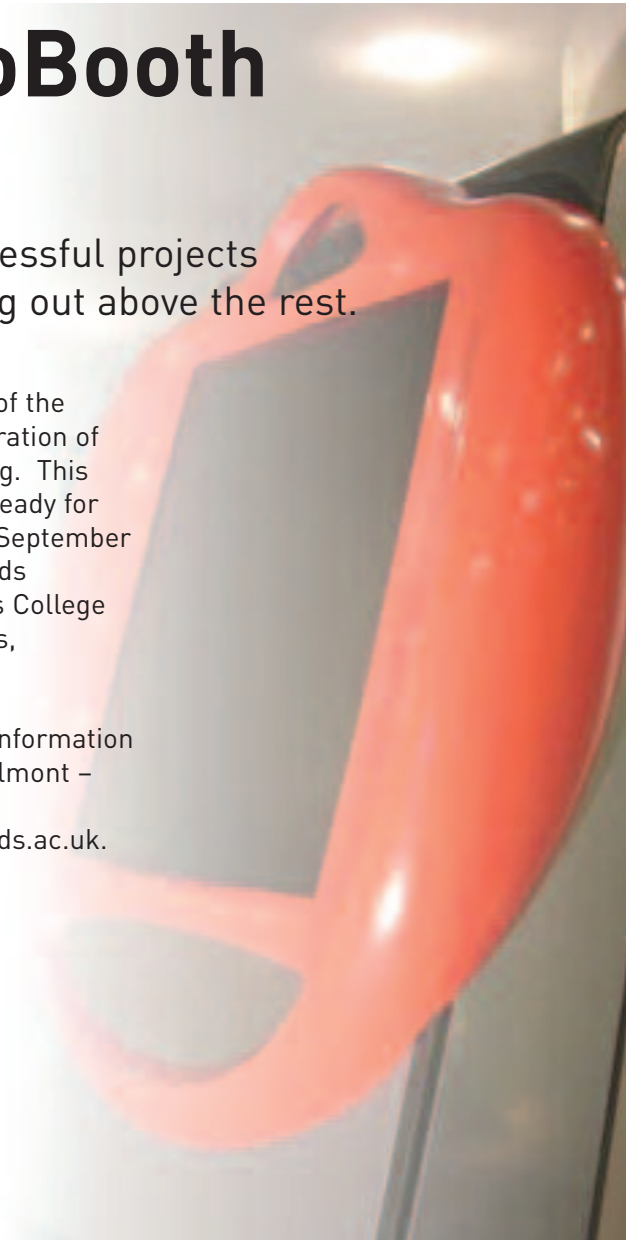 oBooth
essful projects
g out above the rest.
of the
ration of
g. This
eady for
September
ds
s College
s,
nformation
lmont –
ds.ac.uk.